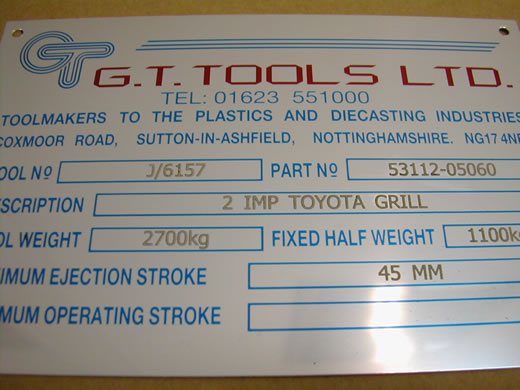 GT
G.T. TOOLS LTD.
TEL: 01623 551000
TOOLMAKERS TO THE PLASTICS AND DIECASTING INDUSTRIES
COXMOOR ROAD, SUTTON-IN-ASHFIELD, NOTTINGHAMSHIRE. NG17 4NE
OOL Nº J/6157 PART Nº 53112-05060
ESCRIPTION 2 IMP TOYOTA GRILL
OL WEIGHT 2700kg FIXED HALF WEIGHT 1100kg
IMUM EJECTION STROKE 45 MM
IMUM OPERATING STROKE